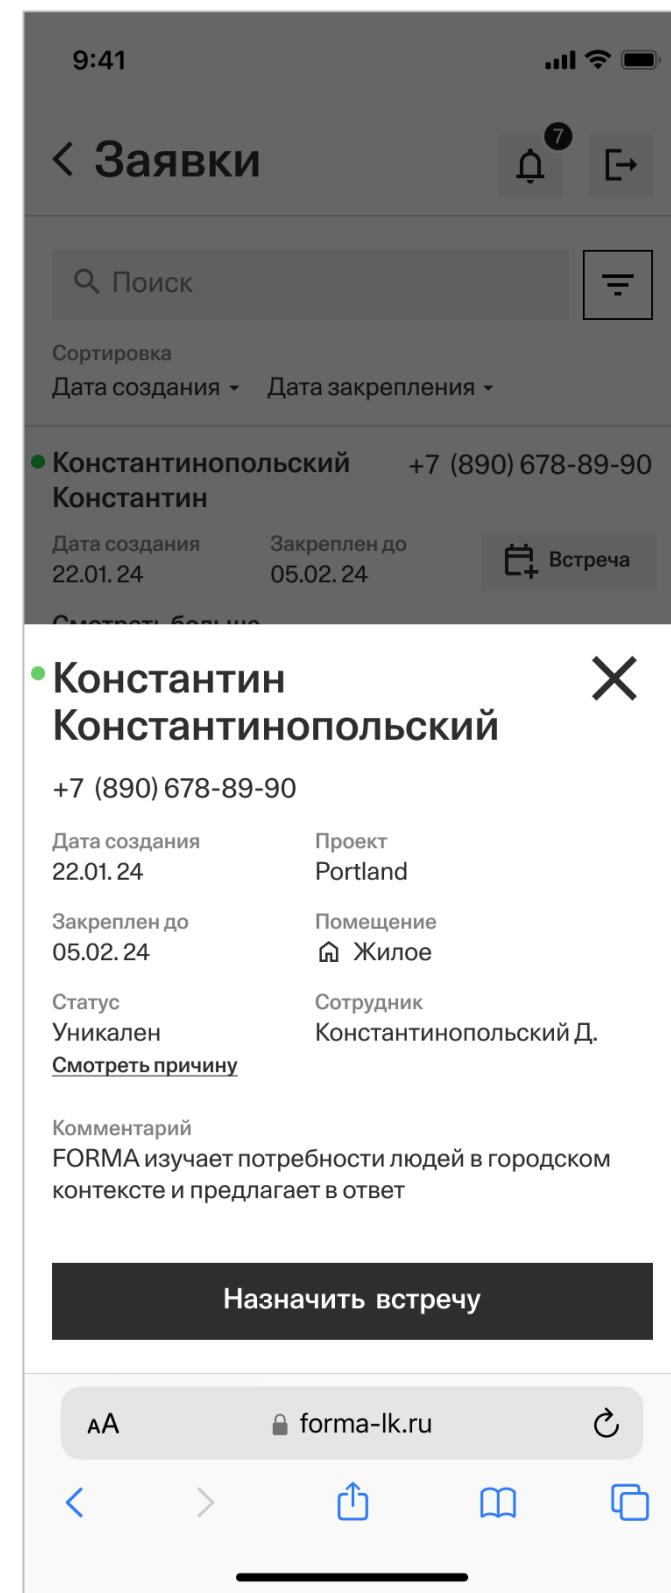 9:41
Заявки
7
Поиск
Сортировка
Дата создания Дата закрепления
Константинопольский +7 (890) 678-89-90
Константин
Дата создания Закреплен до
22.01. 24 05.02. 24
Встреча
Смотреть больше
Константин
Константинопольский
+7 (890) 678-89-90
Дата создания Проект
22.01. 24 Portland
Закреплен до Помещение
05.02. 24 Жилое
Статус Сотрудник
Уникален Константинопольский Д.
Смотреть причину
Комментарий
FORMA изучает потребности людей в городском
контексте и предлагает в ответ
Назначить встречу
AA forma-lk.ru